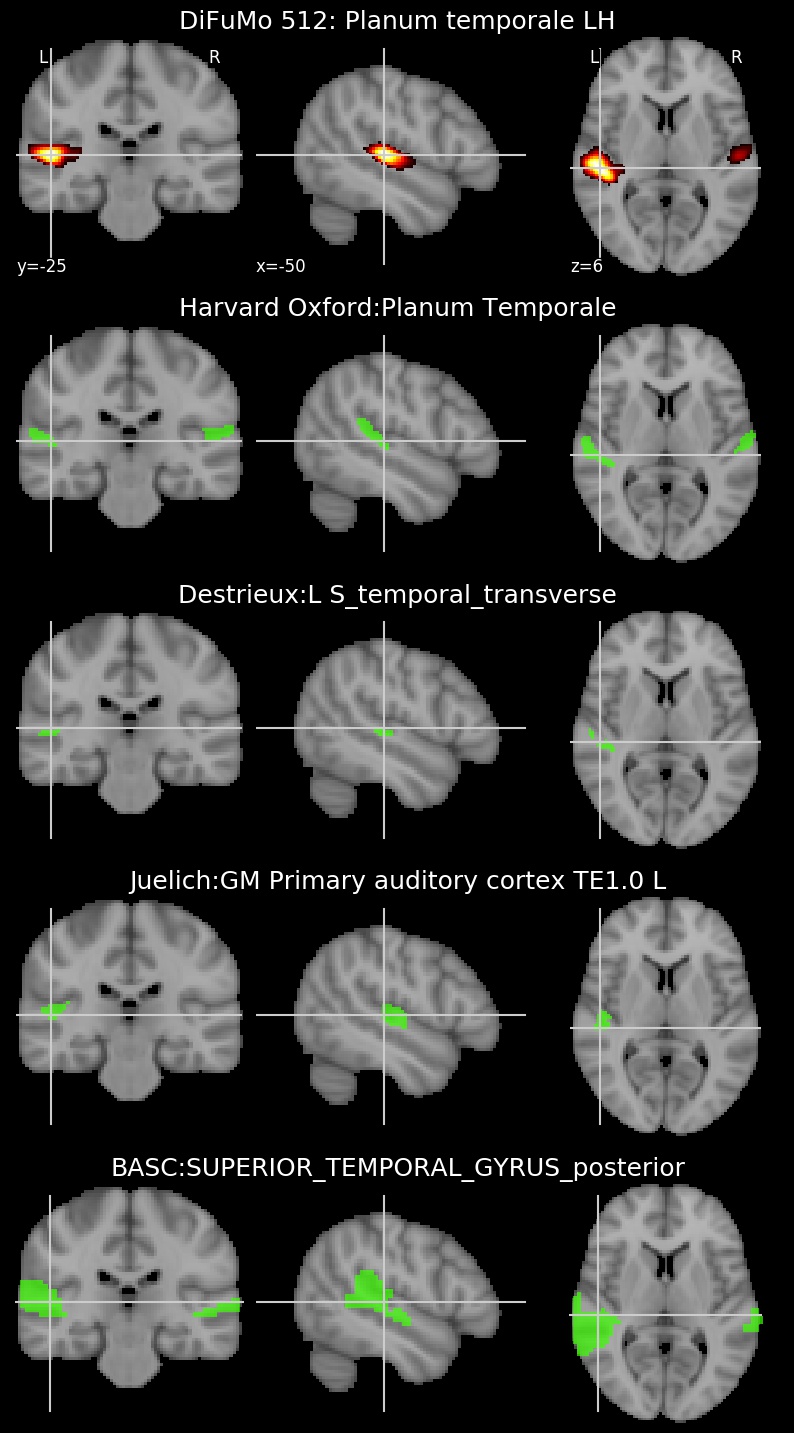 DiFuMo 512: Planum temporale LH
L R L R
y=-25 x=-50 z=6
Harvard Oxford:Planum Temporale
Destrieux:L S_temporal_transverse
Juelich:GM Primary auditory cortex TE1.0 L
BASC:SUPERIOR_TEMPORAL_GYRUS_posterior